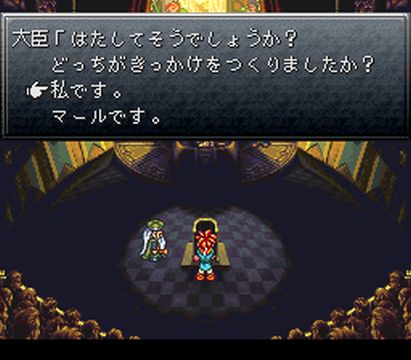 大臣「はたしてそうでしょうか？
どっちがきっかけをつくりましたか？
私です。
マールです。